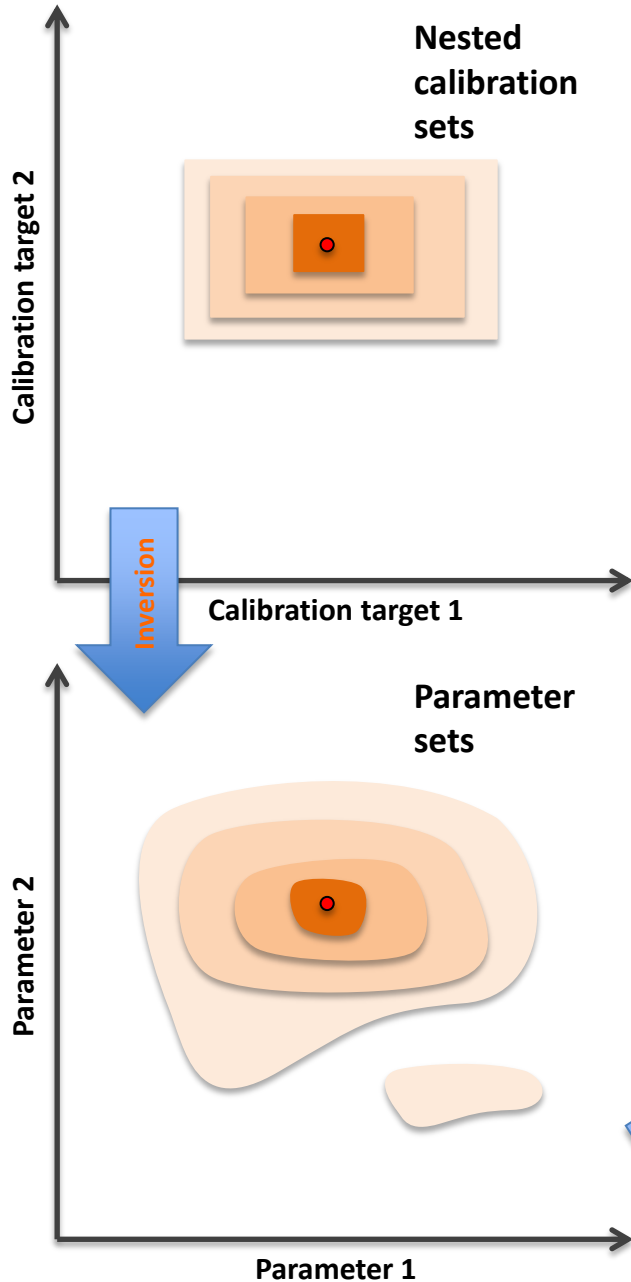 Nested
calibration
sets
Calibration target 2
Inversion
Calibration target 1
Parameter
sets
Parameter 2
Parameter 1